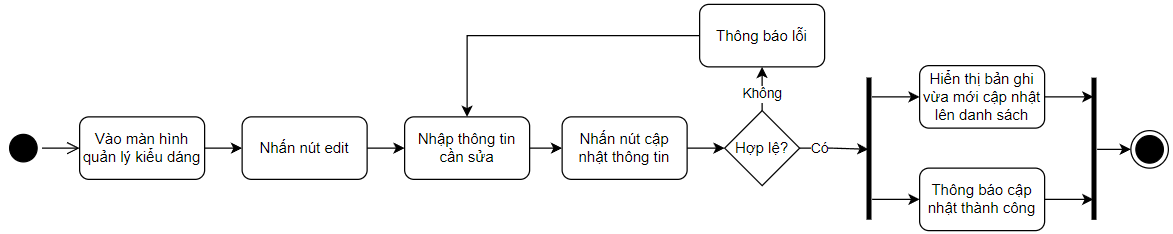 Thông báo lỗi
Không
Vào màn hình
quản lý kiểu dáng
Nhấn nút edit
Nhập thông tin
cần sửa
Nhấn nút cập
nhật thông tin
Hợp lệ?
Có
Hiển thị bản ghi
vừa mới cập nhật
lên danh sách
Thông báo cập
nhật thành công